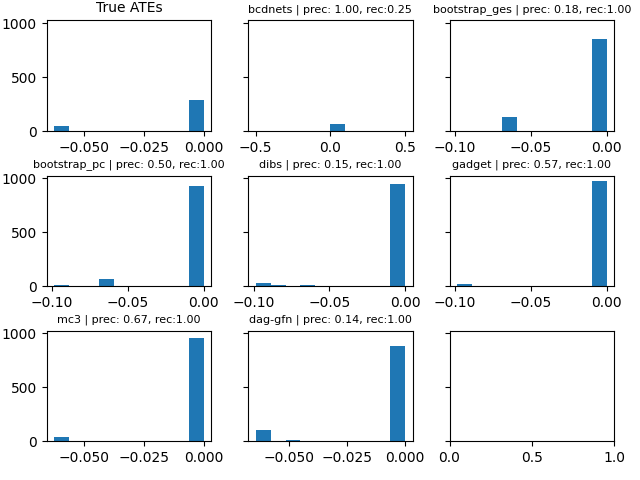 True ATEs
bcdnets | prec: 1.00, rec:0.25
bootstrap_ges | prec: 0.18, rec:1.00
1000
500
0
−0.050 −0.025 0.000
−0.5 0.0 0.5
−0.10 −0.05 0.00
bootstrap_pc | prec: 0.50, rec:1.00
dibs | prec: 0.15, rec:1.00
gadget | prec: 0.57, rec:1.00
1000
500
0
−0.10 −0.05 0.00
−0.10 −0.05 0.00
−0.10 −0.05 0.00
mc3 | prec: 0.67, rec:1.00
dag-gfn | prec: 0.14, rec:1.00
1000
500
0
−0.050 −0.025 0.000
−0.050 −0.025 0.000
0.0 0.5 1.0